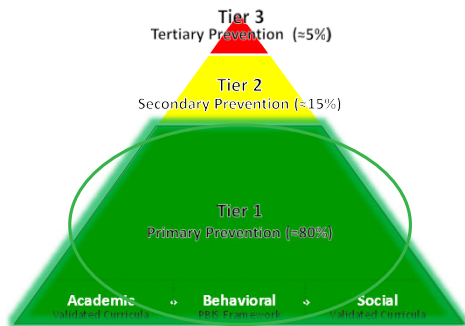 Tier 3
Tertiary Prevention (≈5%)
Tier 2
Secondary Prevention (≈15%)
Tier 1
Primary Prevention (≈80%)
Academic ↔ Behavioral ↔ Social
Validated Curricula PBIS Framework Validated Curricula